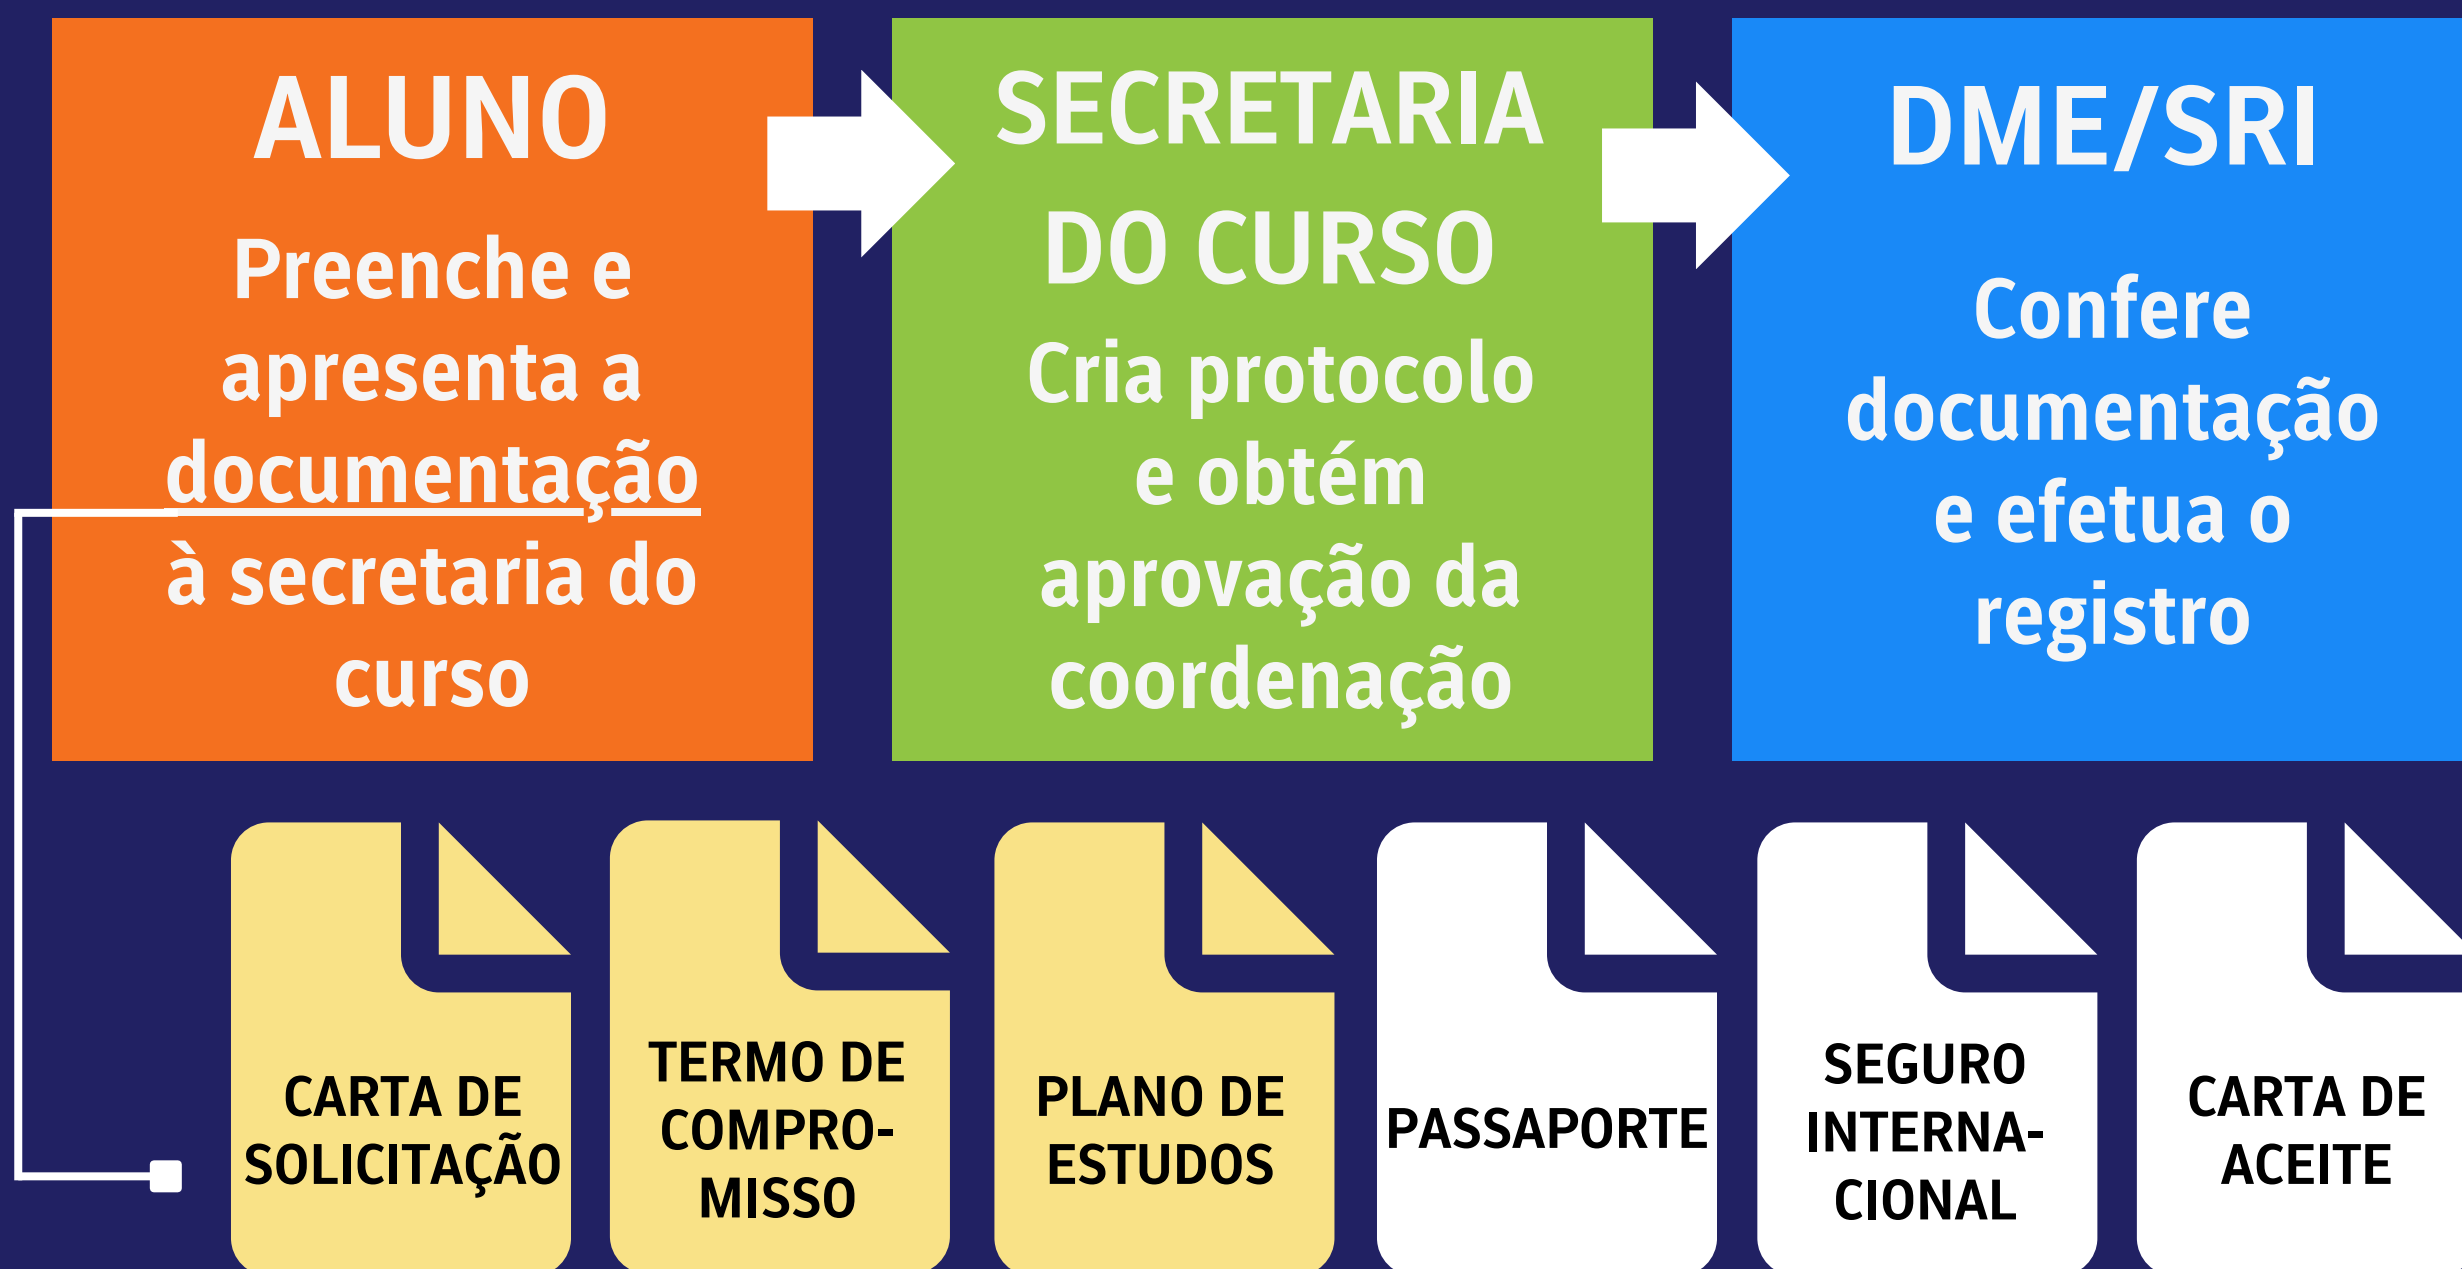 ALUNO
Preenche e
apresenta a
documentação
à secretaria do
curso
SECRETARIA
DO CURSO
Cria protocolo
e obtém
aprovação da
coordenação
DME/SRI
Confere
documentação
e efetua o
registro
CARTA DE
SOLICITAÇÃO
TERMO DE
COMPRO-
MISSO
PLANO DE
ESTUDOS
PASSAPORTE
SEGURO
INTERNA-
CIONAL
CARTA DE
ACEITE